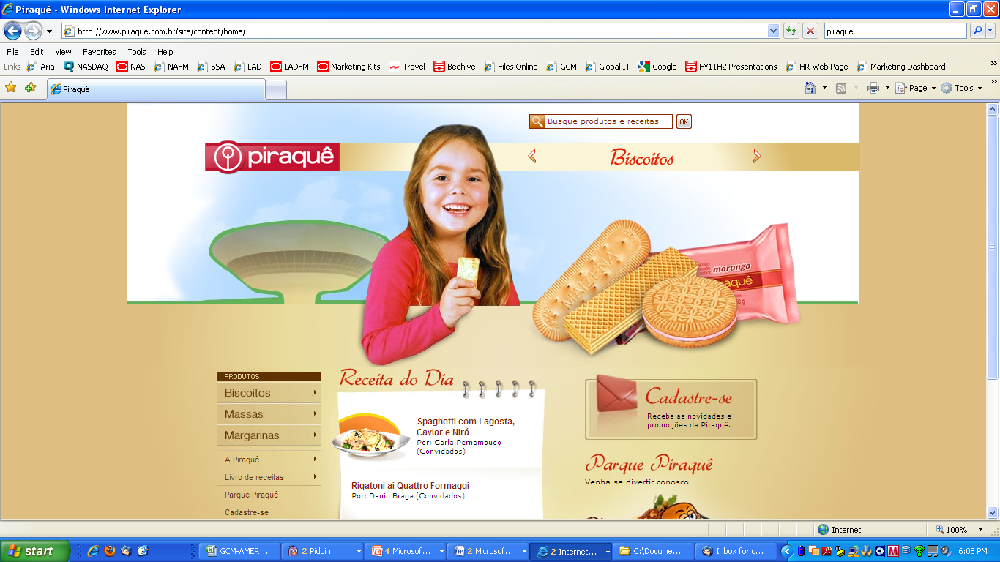 Piraquê - Windows Internet Explorer
http://www.piraque.com.br/site/content/home/
piraque
File Edit View Favorites Tools Help
Links Aria NASDAQ NAS NAFM SSA LAD LADFM Marketing Kits Travel Beehive Files Online GCM Global IT Google FY11H2 Presentations HR Web Page Marketing Dashboard
Piraquê
Page Tools
Busque produtos e receitas OK
piraquê
Biscoitos
MAIZENA
morango
PRODUTOS
Biscoitos
Massas
Margarinas
A Piraquê
Livro de receitas
Parque Piraquê
Cadastre-se
Receita do Dia
Spaghetti com Lagosta,
Caviar e Nirá
Por: Carla Pernambuco
(Convidados)
Rigatoni ai Quattro Formaggi
Por: Danio Braga (Convidados)
Cadastre-se
Receba as novidades e
promoções da Piraquê.
Parque Piraquê
Venha se divertir conosco
Internet 100%
start GCM-AMER... 2 Pidgin 4 Microsof... 2 Microsof... 2 Internet... C:\Docume... Inbox for c... 6:05 PM